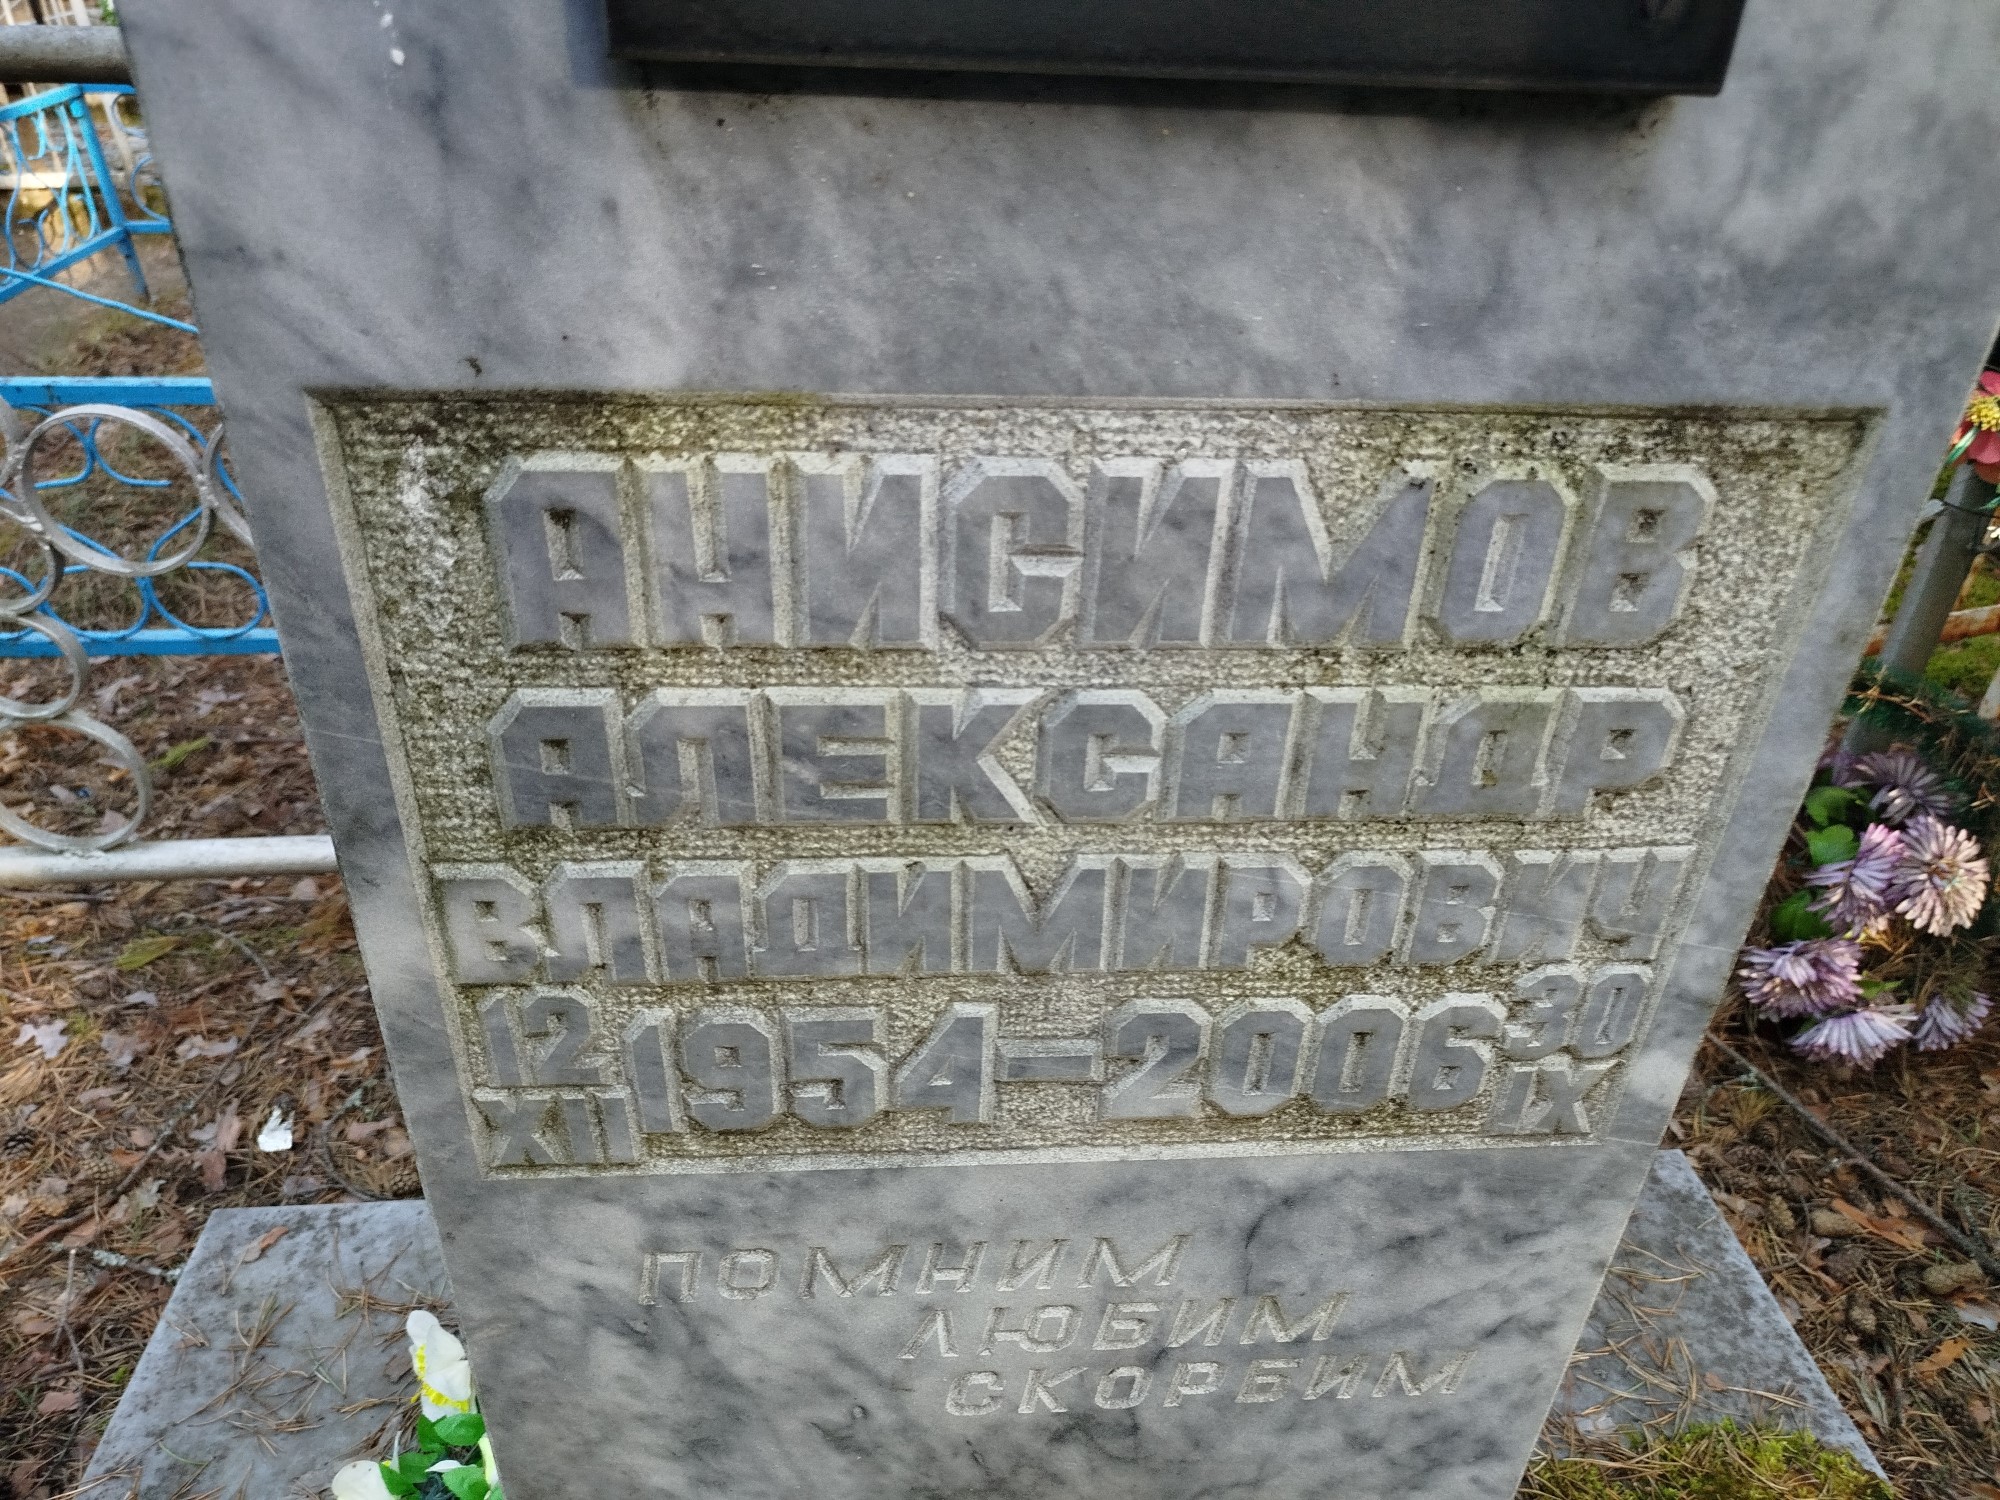 АНИСИМОВ
АЛЕКСАНДР
ВЛАДИМИРОВИЧ
12 XII 1954–2006 30 IX
ПОМНИМ
ЛЮБИМ
СКОРБИМ